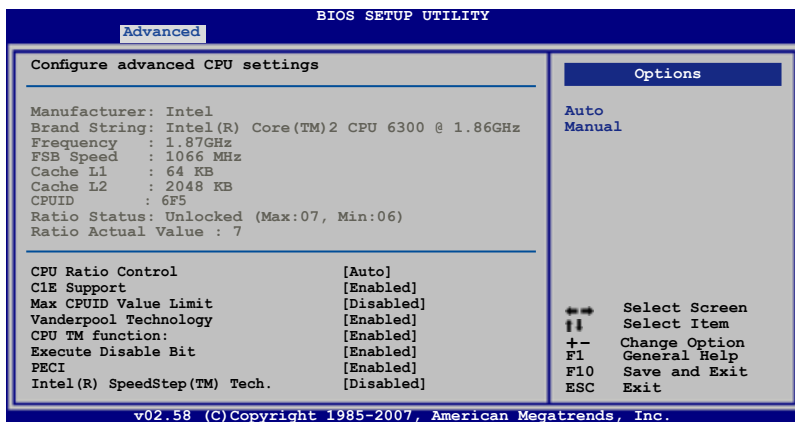 BIOS SETUP UTILITY
Advanced
Configure advanced CPU settings
Manufacturer: Intel
Brand String: Intel(R) Core(TM)2 CPU 6300 @ 1.86GHz
Frequency : 1.87GHz
FSB Speed : 1066 MHz
Cache L1 : 64 KB
Cache L2 : 2048 KB
CPUID : 6F5
Ratio Status: Unlocked (Max:07, Min:06)
Ratio Actual Value : 7
CPU Ratio Control [Auto]
C1E Support [Enabled]
Max CPUID Value Limit [Disabled]
Vanderpool Technology [Enabled]
CPU TM function: [Enabled]
Execute Disable Bit [Enabled]
PECI [Enabled]
Intel(R) SpeedStep(TM) Tech. [Disabled]
Options
Auto
Manual
Select Screen
Select Item
+- Change Option
F1 General Help
F10 Save and Exit
ESC Exit
v02.58 (C)Copyright 1985-2007, American Megatrends, Inc.